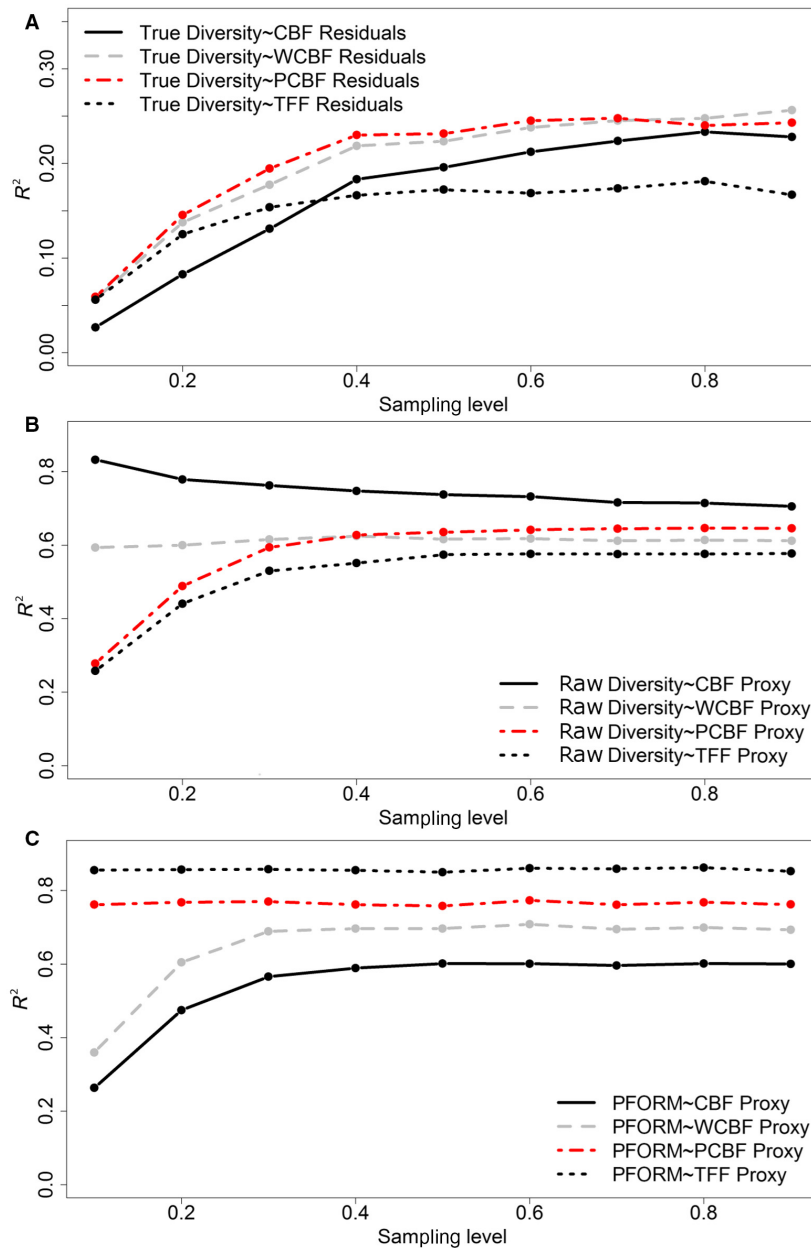 A
True Diversity~CBF Residuals
True Diversity~WCBF Residuals
True Diversity~PCBF Residuals
True Diversity~TFF Residuals
R²
0.30
0.20
0.10
0.00
0.2 0.4 0.6 0.8
Sampling level
B
R²
0.8
0.6
0.4
0.2
0.0
Raw Diversity~CBF Proxy
Raw Diversity~WCBF Proxy
Raw Diversity~PCBF Proxy
Raw Diversity~TFF Proxy
0.2 0.4 0.6 0.8
Sampling level
C
R²
0.8
0.6
0.4
0.2
0.0
PFORM~CBF Proxy
PFORM~WCBF Proxy
PFORM~PCBF Proxy
PFORM~TFF Proxy
0.2 0.4 0.6 0.8
Sampling level